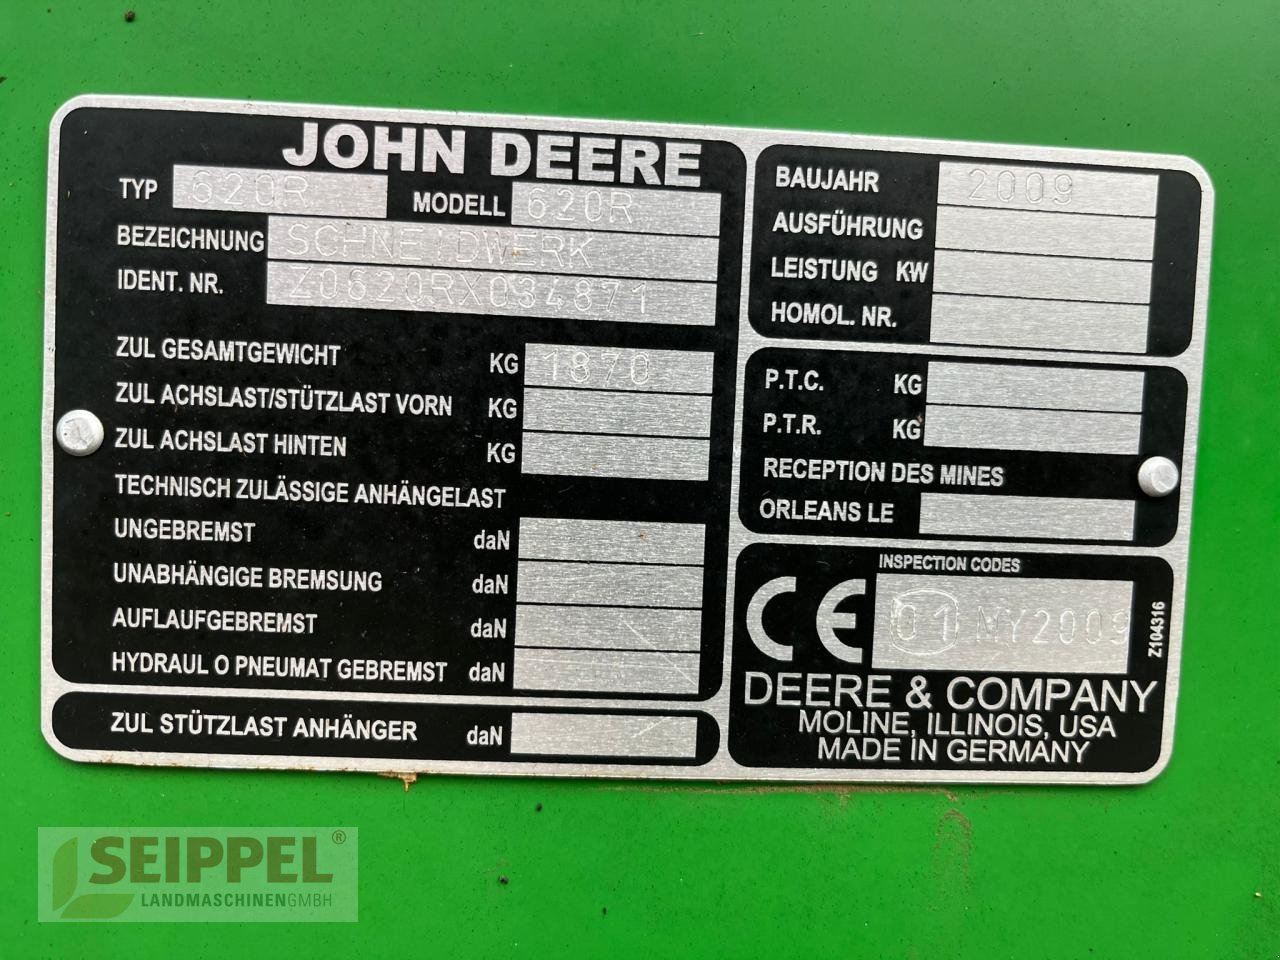 JOHN DEERE
TYP 620R MODELL 620R
BEZEICHNUNG SCHNEIDWERK
IDENT. NR. Z0620RX034871
ZUL GESAMTGEWICHT KG 1870
ZUL ACHSLAST/STÜTZLAST VORN KG
ZUL ACHSLAST HINTEN KG
TECHNISCH ZULÄSSIGE ANHÄNGELAST
UNGEBREMST daN
UNABHÄNGIGE BREMSUNG daN
AUFLAUFGEBREMST daN
HYDRAUL O PNEUMAT GEBREMST daN
ZUL STÜTZLAST ANHÄNGER daN
BAUJAHR 2009
AUSFÜHRUNG
LEISTUNG KW
HOMOL. NR.
P.T.C. KG
P.T.R. KG
RECEPTION DES MINES
ORLEANS LE
INSPECTION CODES
CE 01 MY2009
Z104316
DEERE & COMPANY
MOLINE, ILLINOIS, USA
MADE IN GERMANY
SEIPPEL®
LANDMASCHINENGMBH